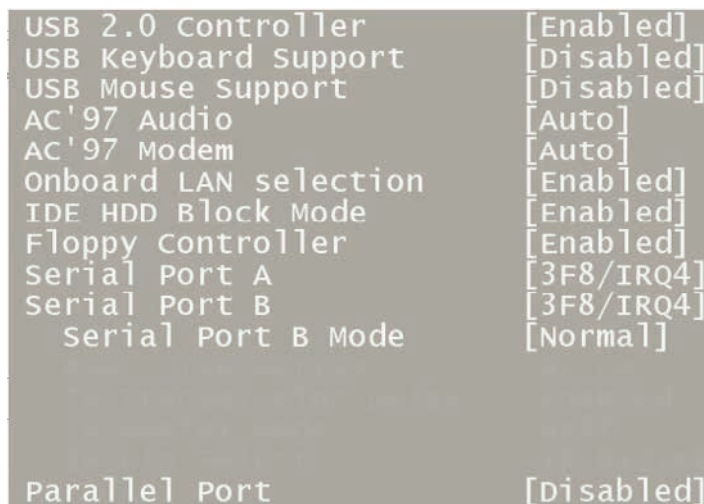 USB 2.0 Controller [Enabled]
USB Keyboard Support [Disabled]
USB Mouse Support [Disabled]
AC'97 Audio [Auto]
AC'97 Modem [Auto]
Onboard LAN selection [Enabled]
IDE HDD Block Mode [Enabled]
Floppy Controller [Enabled]
Serial Port A [3F8/IRQ4]
Serial Port B [3F8/IRQ4]
Serial Port B Mode [Normal]
Parallel Port [Disabled]